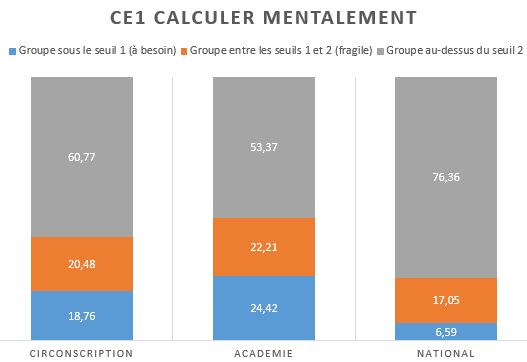 CE1 CALCULER MENTALEMENT
Groupe sous le seuil 1 (à besoin) Groupe entre les seuils 1 et 2 (fragile) Groupe au-dessus du seuil 2
60,77 53,37 76,36
20,48 22,21 17,05
18,76 24,42 6,59
CIRCONSCRIPTION ACADEMIE NATIONAL